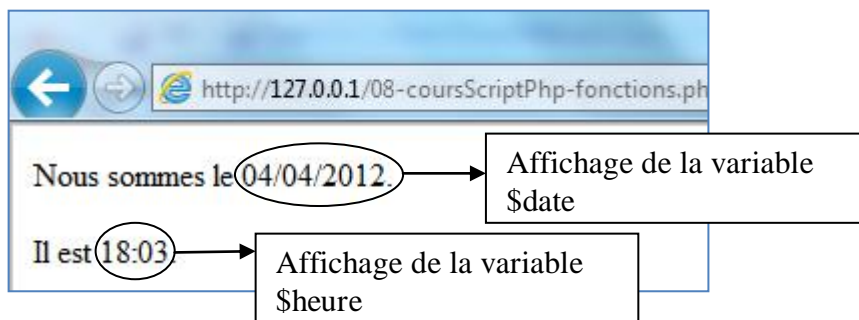 http://127.0.0.1/08-coursScriptPhp-fonctions.ph
Nous sommes le 04/04/2012.
Affichage de la variable
$date
Il est 18:03.
Affichage de la variable
$heure